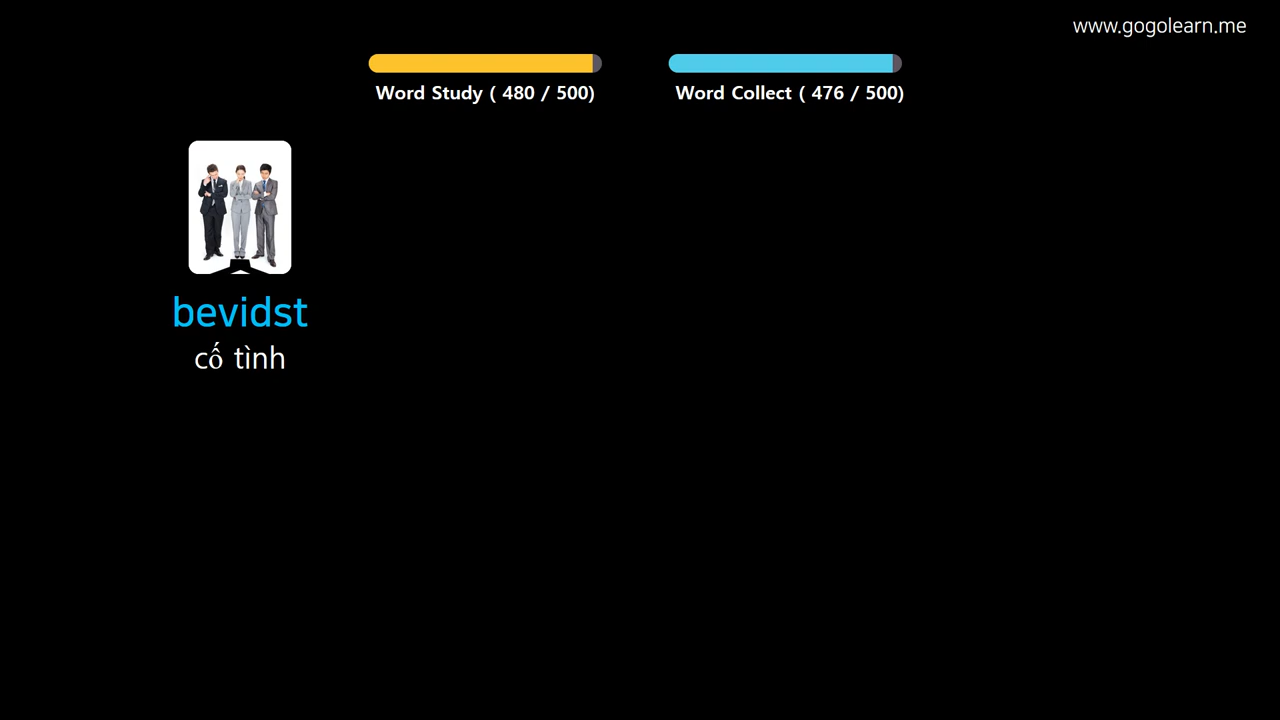 www.gogolearn.me
Word Study ( 480 / 500)
Word Collect ( 476 / 500)
bevidst
cố tình